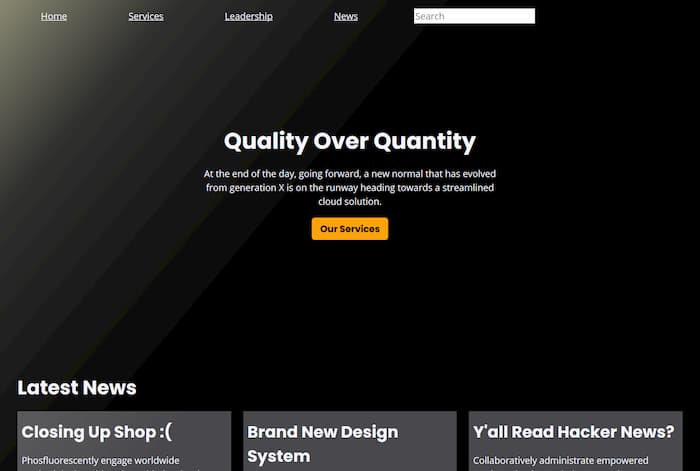 Home Services Leadership News Search
Quality Over Quantity
At the end of the day, going forward, a new normal that has evolved
from generation X is on the runway heading towards a streamlined
cloud solution.
Our Services
Latest News
Closing Up Shop :(
Phosfluorescently engage worldwide
Brand New Design
System
Y'all Read Hacker News?
Collaboratively administrate empowered